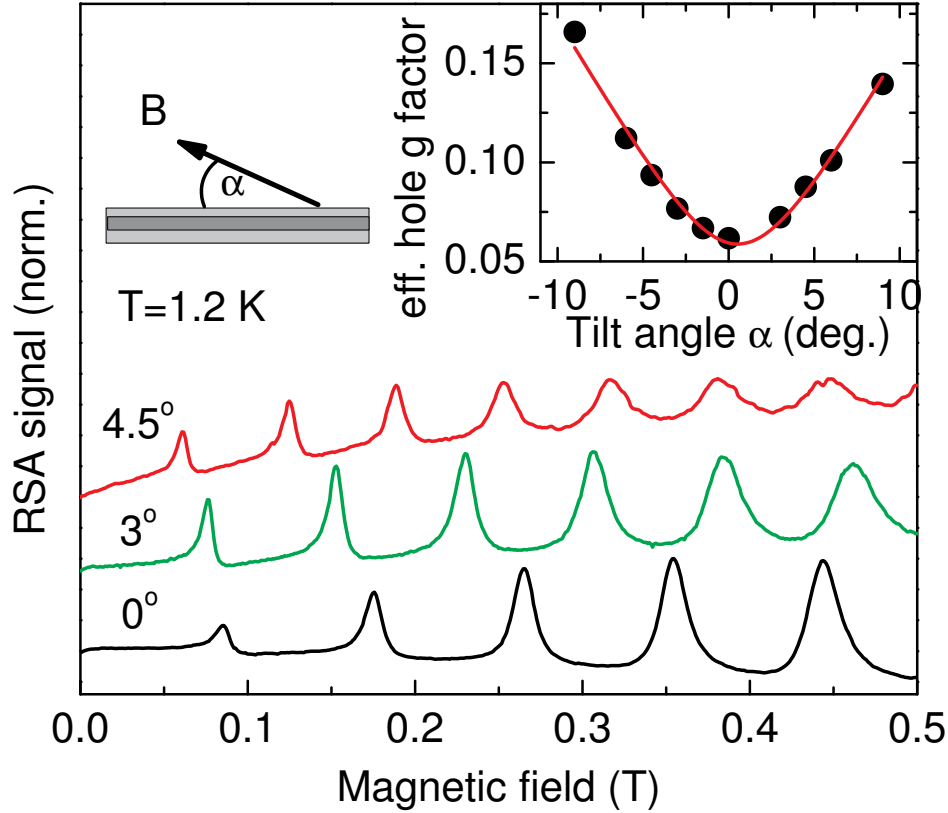 B
α
T=1.2 K
eff. hole g factor
0.15
0.10
0.05
-10
-5
0
5
10
Tilt angle α (deg.)
4.5°
3°
0°
RSA signal (norm.)
0.0
0.1
0.2
0.3
0.4
0.5
Magnetic field (T)